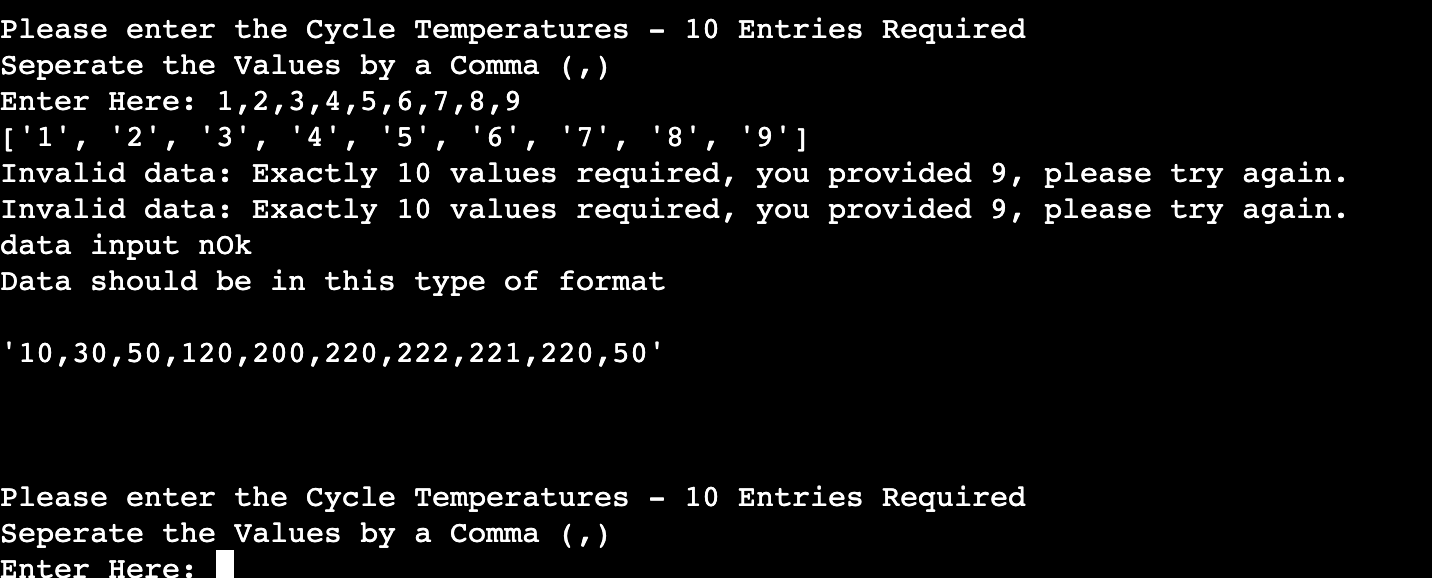 Please enter the Cycle Temperatures – 10 Entries Required
Seperate the Values by a Comma (,)
Enter Here: 1,2,3,4,5,6,7,8,9
['1', '2', '3', '4', '5', '6', '7', '8', '9']
Invalid data: Exactly 10 values required, you provided 9, please try again.
Invalid data: Exactly 10 values required, you provided 9, please try again.
data input nOk
Data should be in this type of format
'10,30,50,120,200,220,222,221,220,50'
Please enter the Cycle Temperatures – 10 Entries Required
Seperate the Values by a Comma (,)
Enter Here: